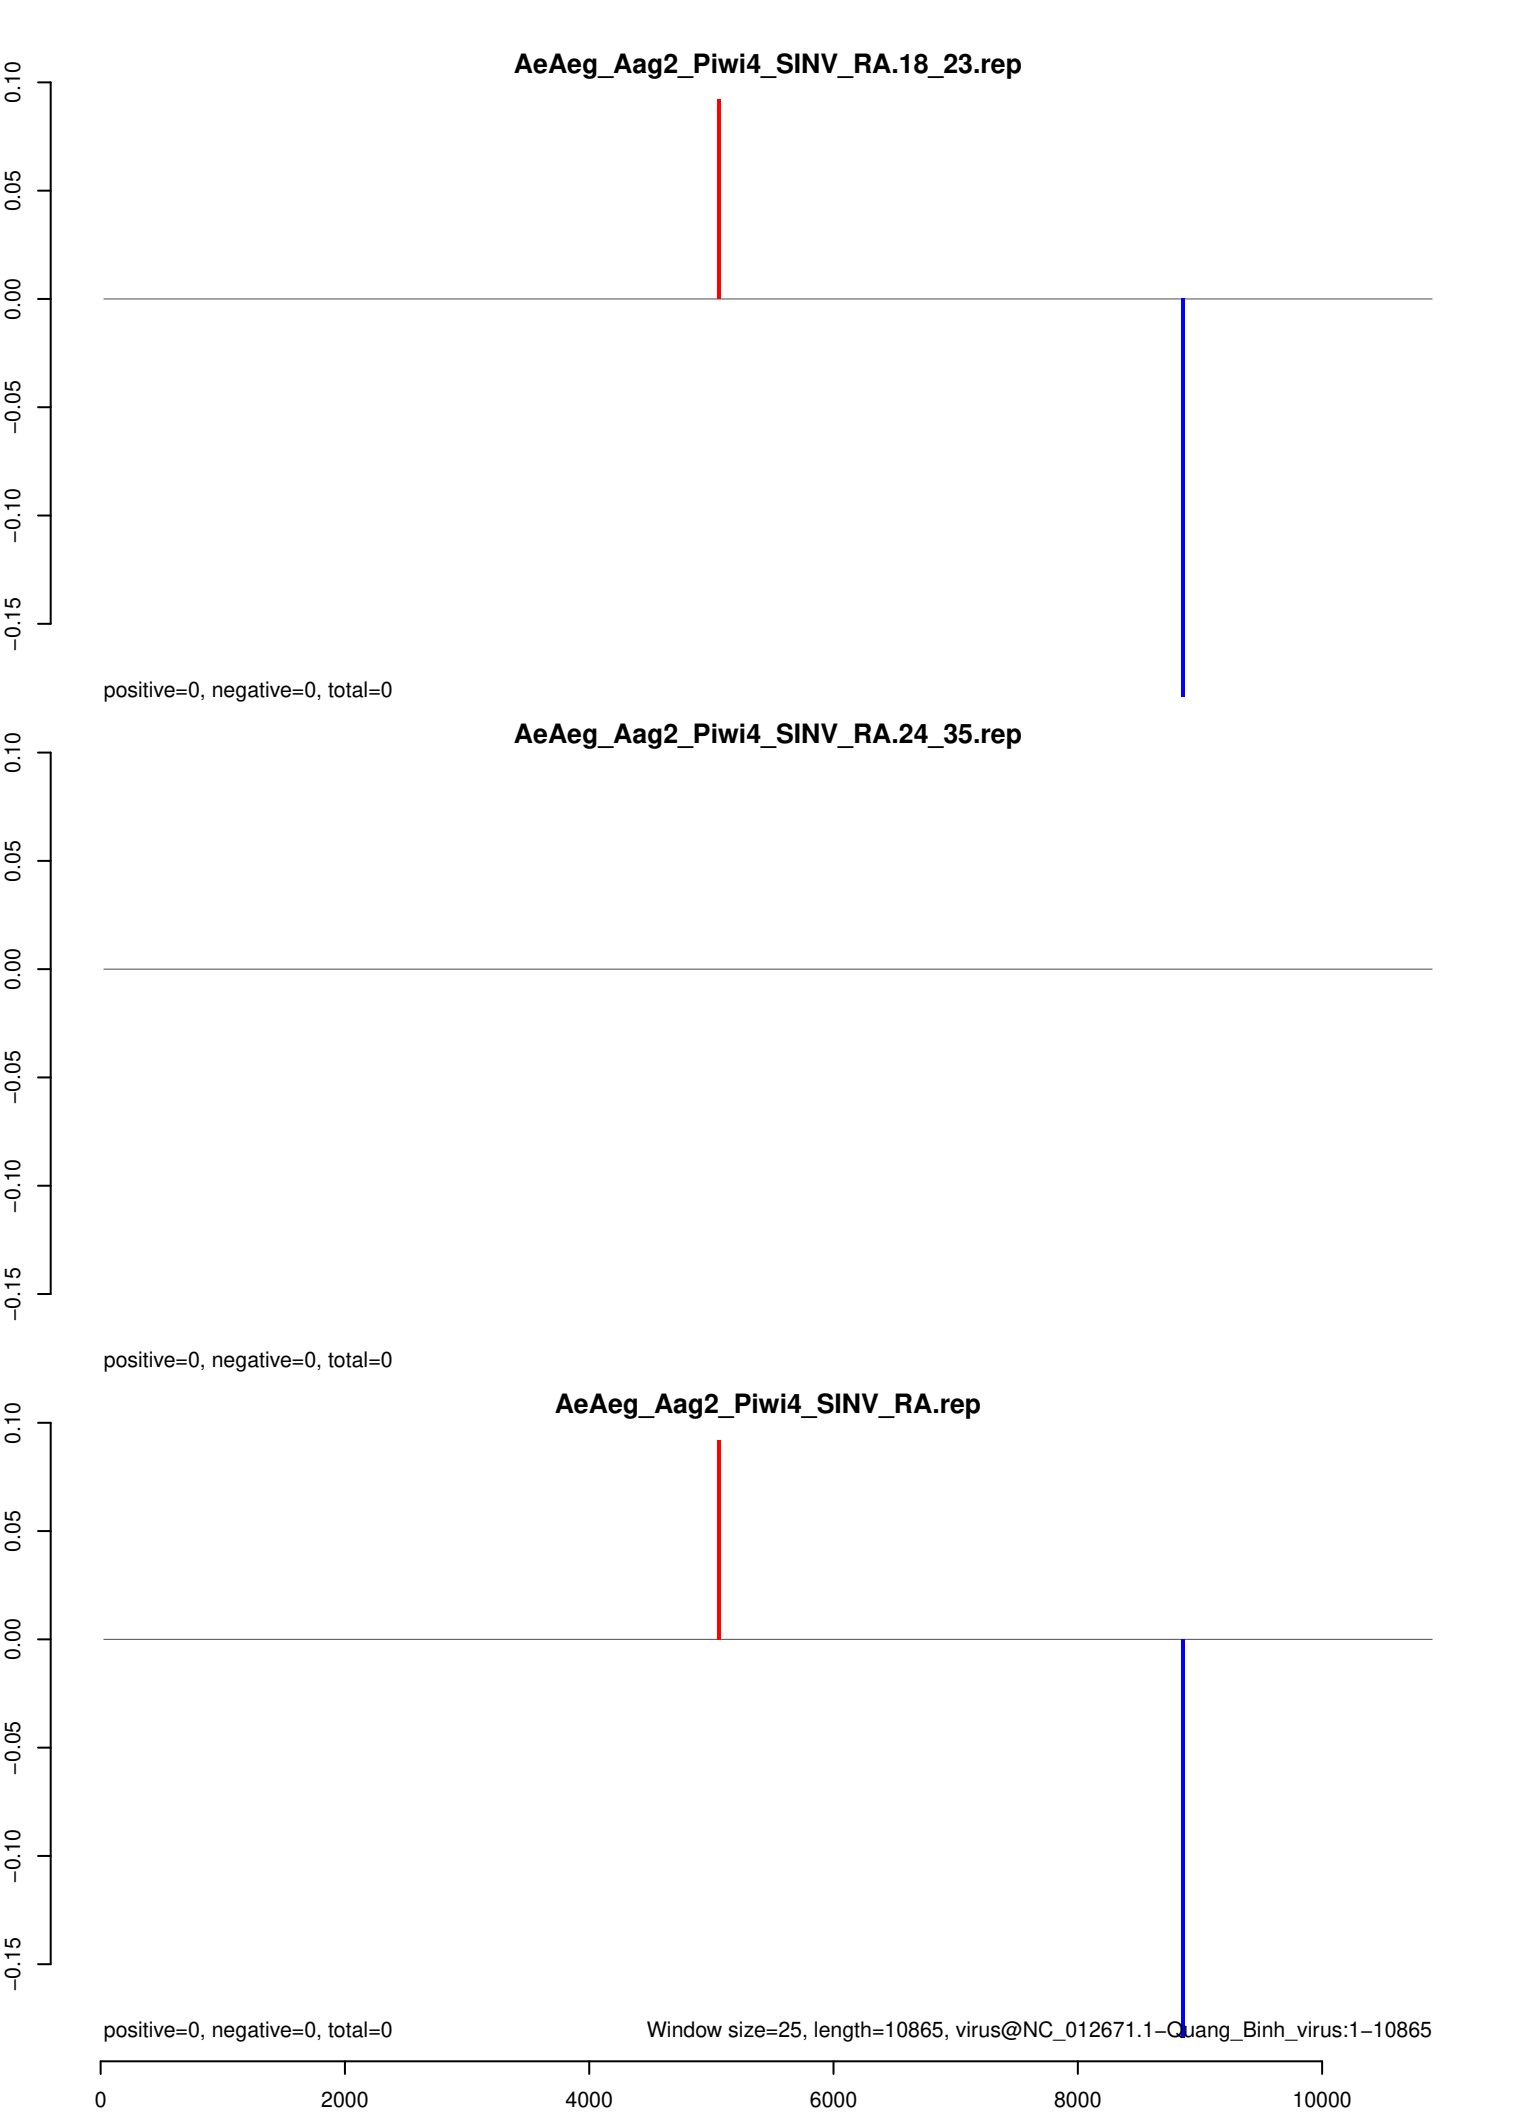 AeAeg_Aag2_Piwi4_SINV_RA.18_23.rep
0.10
0.05
0.00
−0.05
−0.10
−0.15
positive=0, negative=0, total=0
AeAeg_Aag2_Piwi4_SINV_RA.24_35.rep
0.10
0.05
0.00
−0.05
−0.10
−0.15
positive=0, negative=0, total=0
AeAeg_Aag2_Piwi4_SINV_RA.rep
0.10
0.05
0.00
−0.05
−0.10
−0.15
positive=0, negative=0, total=0
Window size=25, length=10865, virus@NC_012671.1−Quang_Binh_virus:1−10865
0 2000 4000 6000 8000 10000